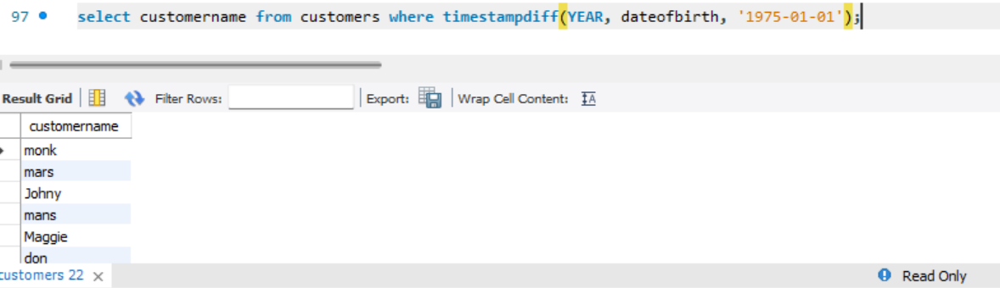 97 select customername from customers where timestampdiff(YEAR, dateofbirth, '1975-01-01');
Result Grid Filter Rows: Export: Wrap Cell Content: IA
customername
monk
mars
Johny
mans
Maggie
don
customers 22 × Read Only